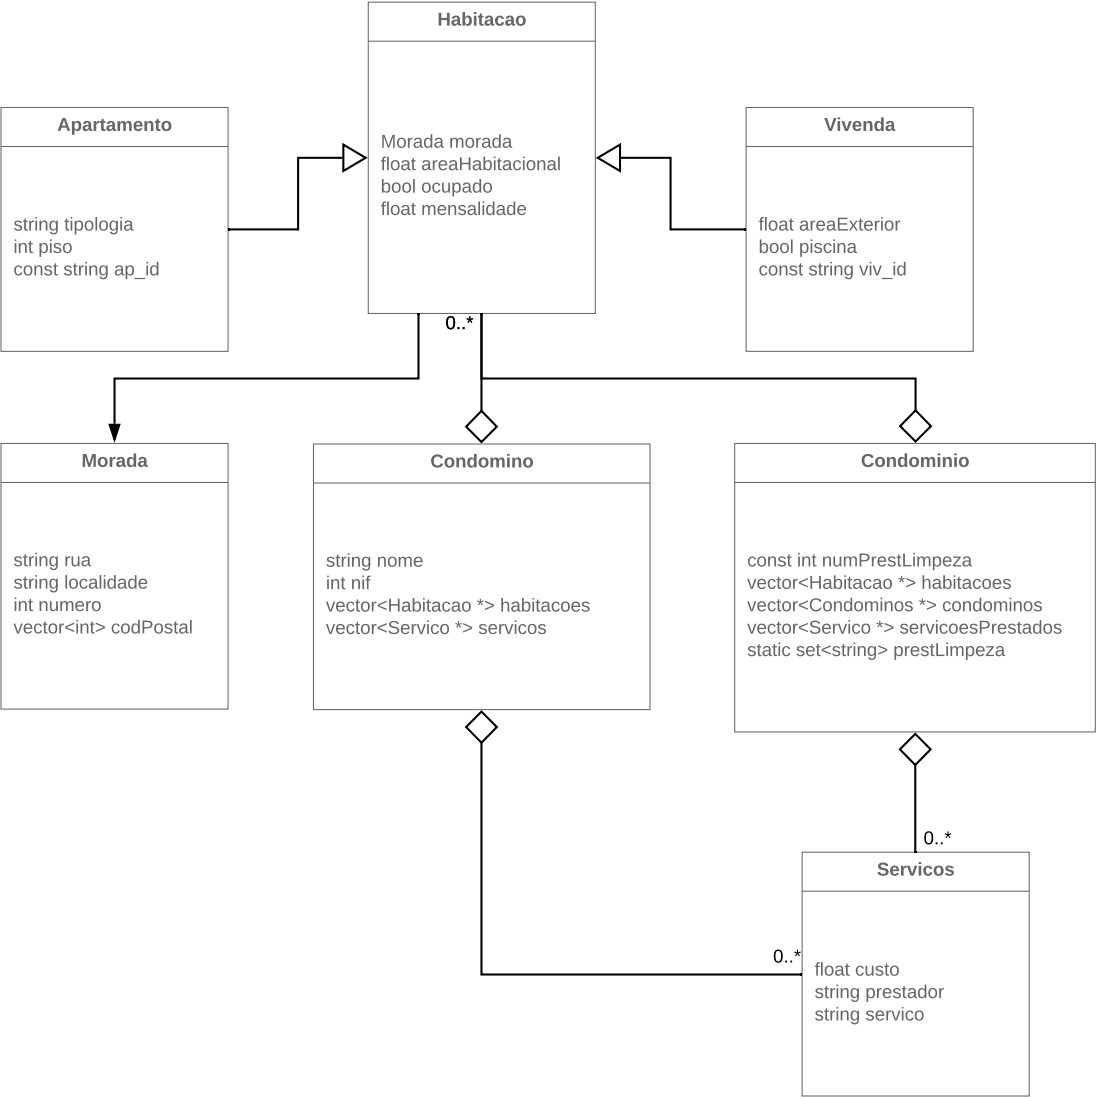 Habitacao
Morada morada
float areaHabitacional
bool ocupado
float mensalidade
Apartamento
string tipologia
int piso
const string ap_id
Vivenda
float areaExterior
bool piscina
const string viv_id
0..*
Morada
string rua
string localidade
int numero
vector<int> codPostal
Condomino
string nome
int nif
vector<Habitacao *> habitacoes
vector<Servico *> servicos
Condominio
const int numPrestLimpeza
vector<Habitacao *> habitacoes
vector<Condominos *> condominos
vector<Servico *> servicoesPrestados
static set<string> prestLimpeza
0..*
Servicos
0..*
float custo
string prestador
string servico